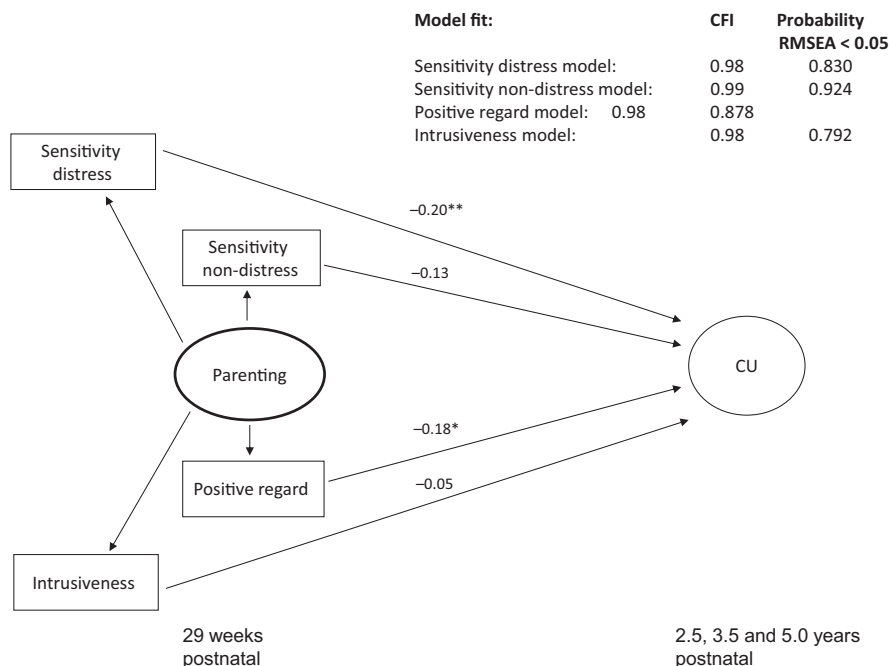 Model fit: CFI Probability
RMSEA < 0.05
Sensitivity distress model: 0.98 0.830
Sensitivity non-distress model: 0.99 0.924
Positive regard model: 0.98 0.878
Intrusiveness model: 0.98 0.792
Sensitivity
distress
−0.20**
Sensitivity
non-distress
−0.13
Parenting
CU
−0.18*
Positive regard
−0.05
Intrusiveness
29 weeks
postnatal
2.5, 3.5 and 5.0 years
postnatal